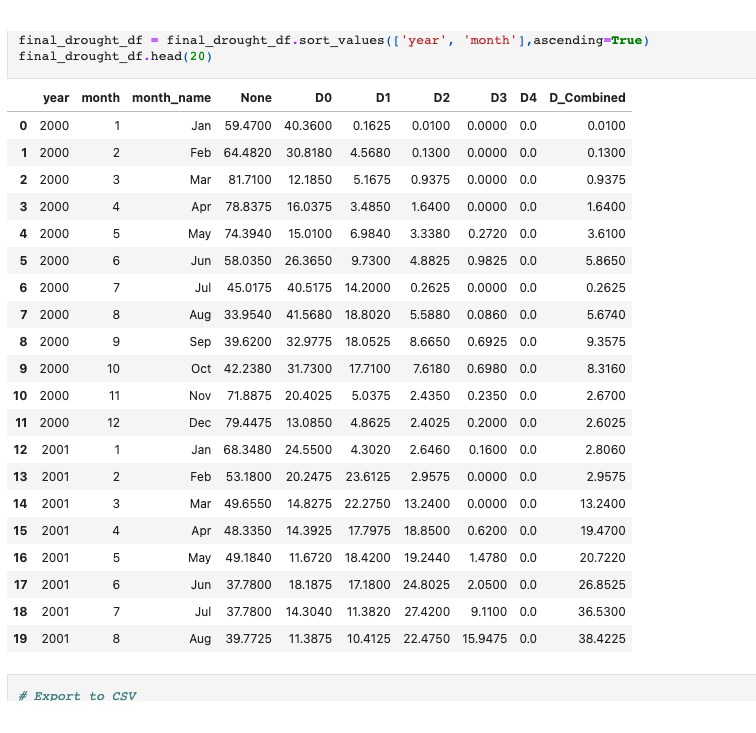 final_drought_df = final_drought_df.sort_values(['year', 'month'],ascending=True)
final_drought_df.head(20)
year month month_name None D0 D1 D2 D3 D4 D_Combined
0 2000 1 Jan 59.4700 40.3600 0.1625 0.0100 0.0000 0.0 0.0100
1 2000 2 Feb 64.4820 30.8180 4.5680 0.1300 0.0000 0.0 0.1300
2 2000 3 Mar 81.7100 12.1850 5.1675 0.9375 0.0000 0.0 0.9375
3 2000 4 Apr 78.8375 16.0375 3.4850 1.6400 0.0000 0.0 1.6400
4 2000 5 May 74.3940 15.0100 6.9840 3.3380 0.2720 0.0 3.6100
5 2000 6 Jun 58.0350 26.3650 9.7300 4.8825 0.9825 0.0 5.8650
6 2000 7 Jul 45.0175 40.5175 14.2000 0.2625 0.0000 0.0 0.2625
7 2000 8 Aug 33.9540 41.5680 18.8020 5.5880 0.0860 0.0 5.6740
8 2000 9 Sep 39.6200 32.9775 18.0525 8.6650 0.6925 0.0 9.3575
9 2000 10 Oct 42.2380 31.7300 17.7100 7.6180 0.6980 0.0 8.3160
10 2000 11 Nov 71.8875 20.4025 5.0375 2.4350 0.2350 0.0 2.6700
11 2000 12 Dec 79.4475 13.0850 4.8625 2.4025 0.2000 0.0 2.6025
12 2001 1 Jan 68.3480 24.5500 4.3020 2.6460 0.1600 0.0 2.8060
13 2001 2 Feb 53.1800 20.2475 23.6125 2.9575 0.0000 0.0 2.9575
14 2001 3 Mar 49.6550 14.8275 22.2750 13.2400 0.0000 0.0 13.2400
15 2001 4 Apr 48.3350 14.3925 17.7975 18.8500 0.6200 0.0 19.4700
16 2001 5 May 49.1840 11.6720 18.4200 19.2440 1.4780 0.0 20.7220
17 2001 6 Jun 37.7800 18.1875 17.1800 24.8025 2.0500 0.0 26.8525
18 2001 7 Jul 37.7800 14.3040 11.3820 27.4200 9.1100 0.0 36.5300
19 2001 8 Aug 39.7725 11.3875 10.4125 22.4750 15.9475 0.0 38.4225
# Export to CSV